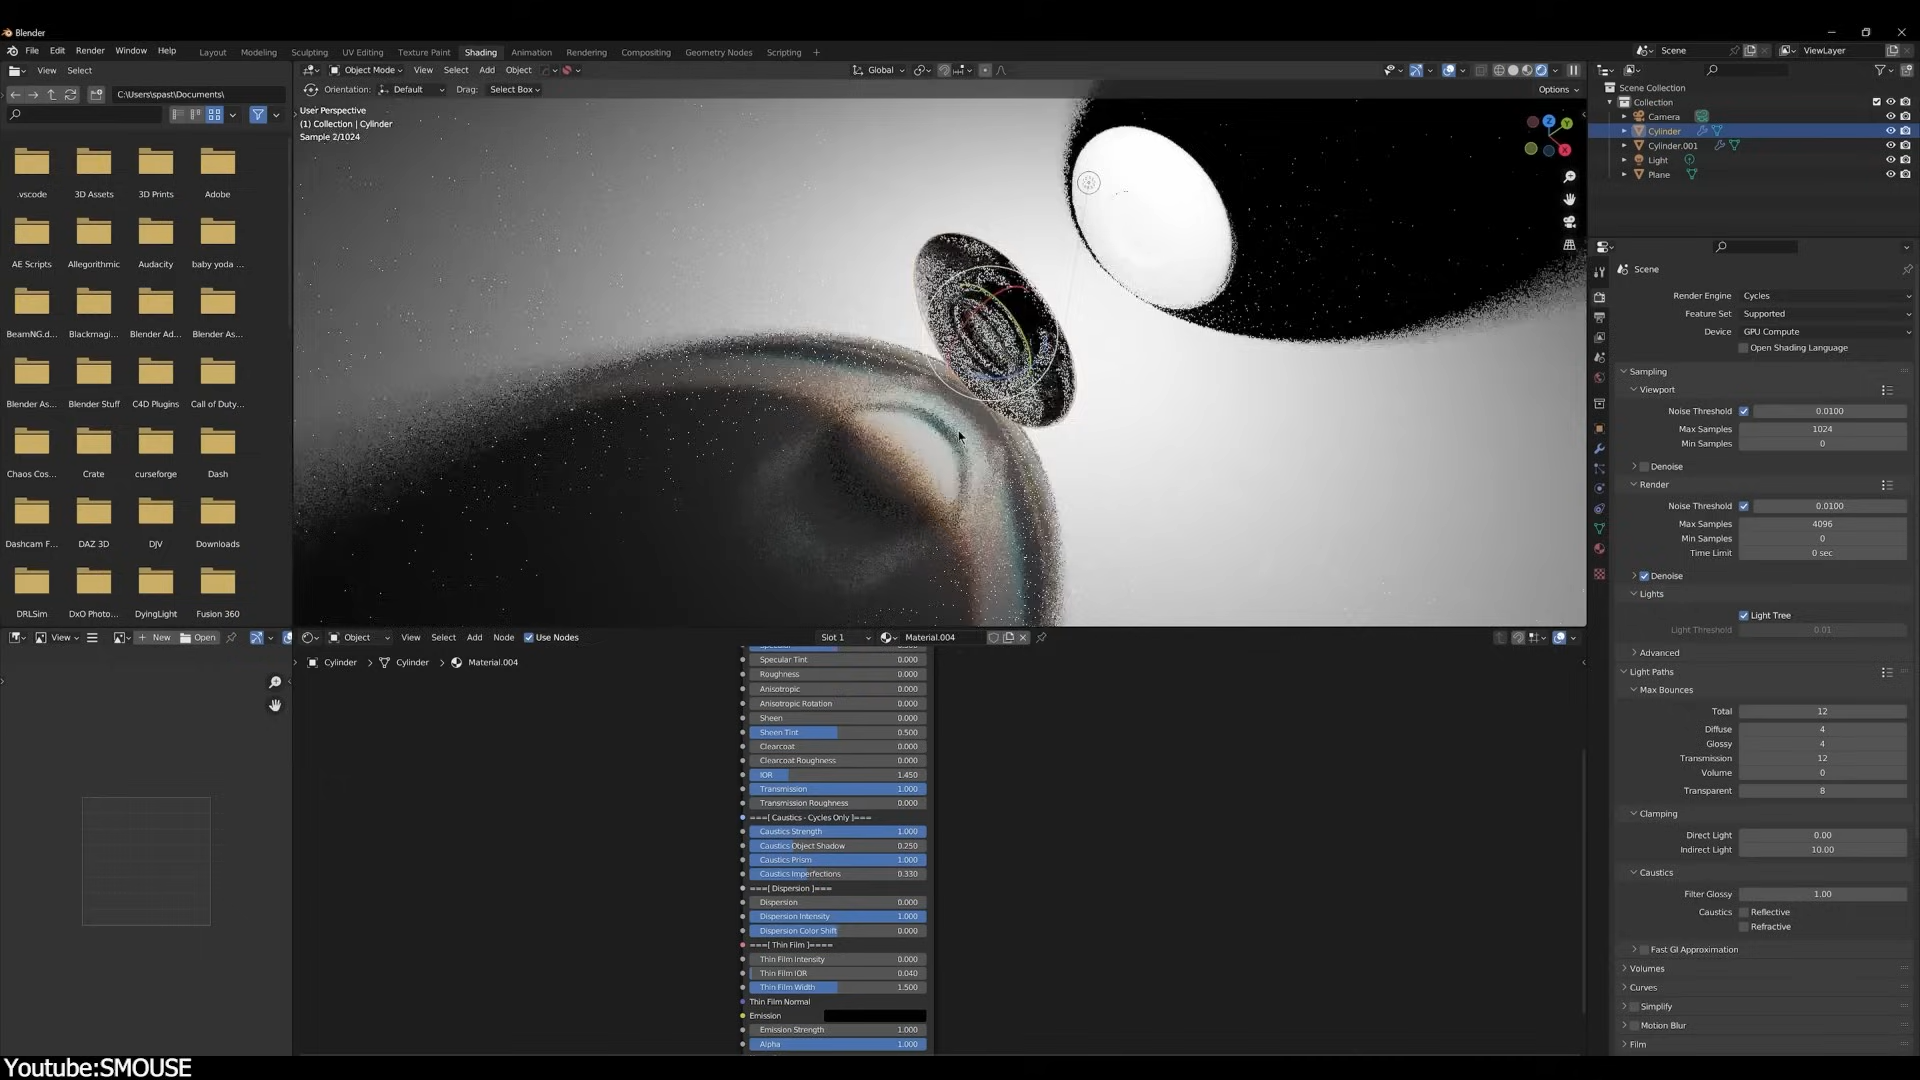 Blender
File Edit Render Window Help Layout Modeling Sculpting UV Editing Texture Paint Shading Animation Rendering Compositing Geometry Nodes Scripting + Scene ViewLayer
View Select
Object Mode View Select Add Object Global
C:\Users\spast\Documents\
Orientation: Default Drag: Select Box Options
User Perspective
(1) Collection | Cylinder
Sample 2/1024
.vscode 3D Assets 3D Prints Adobe
AE Scripts Allegorithmic Audacity baby yoda ...
BeamNG.d... Blackmagi... Blender Ad... Blender As...
Blender As... Blender Stuff C4D Plugins Call of Duty...
Chaos Cos... Crate curseforge Dash
Dashcam F... DAZ 3D DJV Downloads
DRLSim DxO Photo... DyingLight Fusion 360
Z
Y
X
Scene Collection
Collection
Camera
Cylinder
Cylinder.001
Light
Plane
Scene
Render Engine Cycles
Feature Set Supported
Device GPU Compute
Open Shading Language
Sampling
Viewport
Noise Threshold 0.0100
Max Samples 1024
Min Samples 0
Denoise
Render
Noise Threshold 0.0100
Max Samples 4096
Min Samples 0
Time Limit 0 sec
Denoise
Lights
Light Tree
Light Threshold 0.01
Advanced
Light Paths
Max Bounces
Total 12
Diffuse 4
Glossy 4
Transmission 12
Volume 0
Transparent 8
Clamping
Direct Light 0.00
Indirect Light 10.00
Caustics
Filter Glossy 1.00
Caustics Reflective
Refractive
Fast GI Approximation
Volumes
Curves
Simplify
Motion Blur
Film
View + New Open
Object View Select Add Node Use Nodes Slot 1 Material.004
Cylinder > Cylinder > Material.004
Specular Tint 0.000
Roughness 0.000
Anisotropic 0.000
Anisotropic Rotation 0.000
Sheen 0.000
Sheen Tint 0.500
Clearcoat 0.000
Clearcoat Roughness 0.000
IOR 1.450
Transmission 1.000
Transmission Roughness 0.000
===[ Caustics - Cycles Only ]===
Caustics Strength 1.000
Caustics Object Shadow 0.250
Caustics Prism 1.000
Caustics Imperfections 0.330
===[ Dispersion ]===
Dispersion 0.000
Dispersion Intensity 1.000
Dispersion Color Shift 0.000
===[ Thin Film ]====
Thin Film Intensity 0.000
Thin Film IOR 0.040
Thin Film Width 1.500
Thin Film Normal
Emission
Emission Strength 1.000
Alpha 1.000
Youtube:SMOUSE